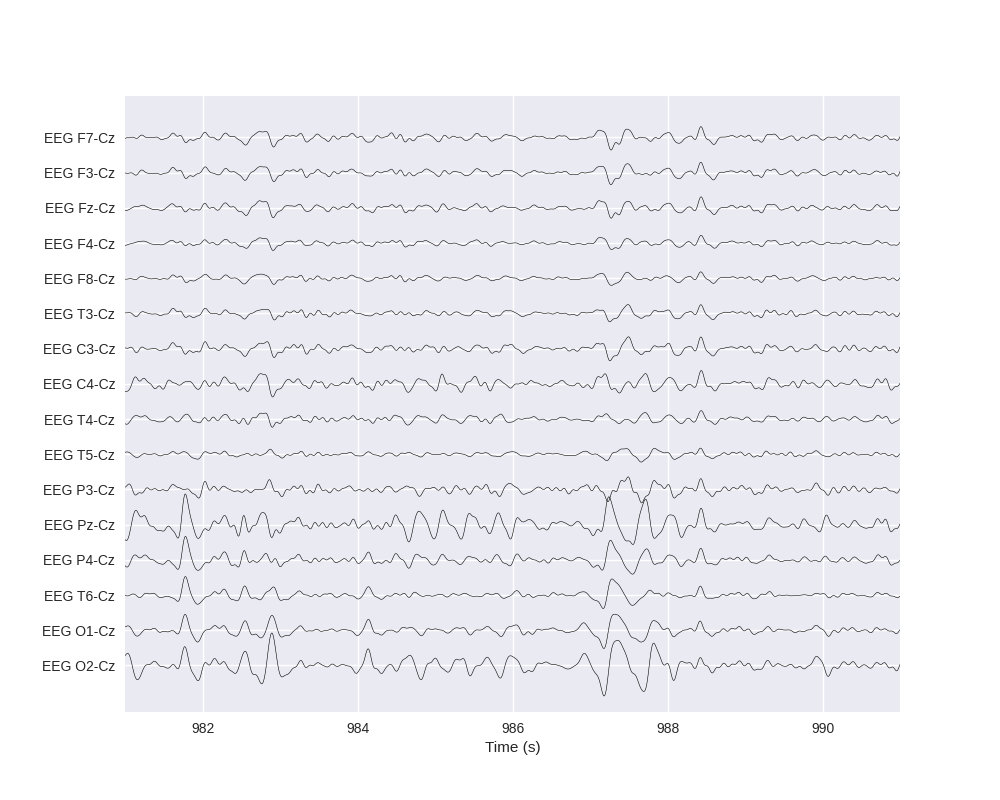 EEG F7-Cz
EEG F3-Cz
EEG Fz-Cz
EEG F4-Cz
EEG F8-Cz
EEG T3-Cz
EEG C3-Cz
EEG C4-Cz
EEG T4-Cz
EEG T5-Cz
EEG P3-Cz
EEG Pz-Cz
EEG P4-Cz
EEG T6-Cz
EEG O1-Cz
EEG O2-Cz
982 984 986 988 990
Time (s)